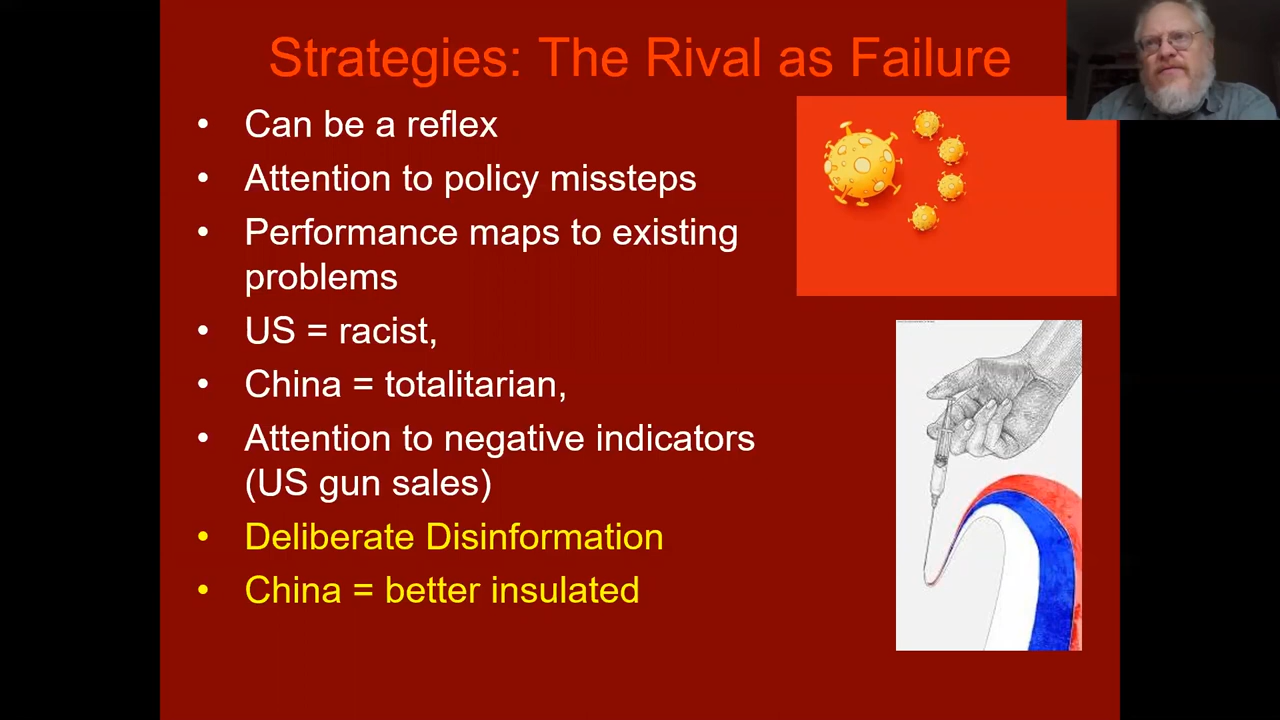 Strategies: The Rival as Failure
• Can be a reflex
• Attention to policy missteps
• Performance maps to existing
problems
• US = racist,
• China = totalitarian,
• Attention to negative indicators
(US gun sales)
• Deliberate Disinformation
• China = better insulated